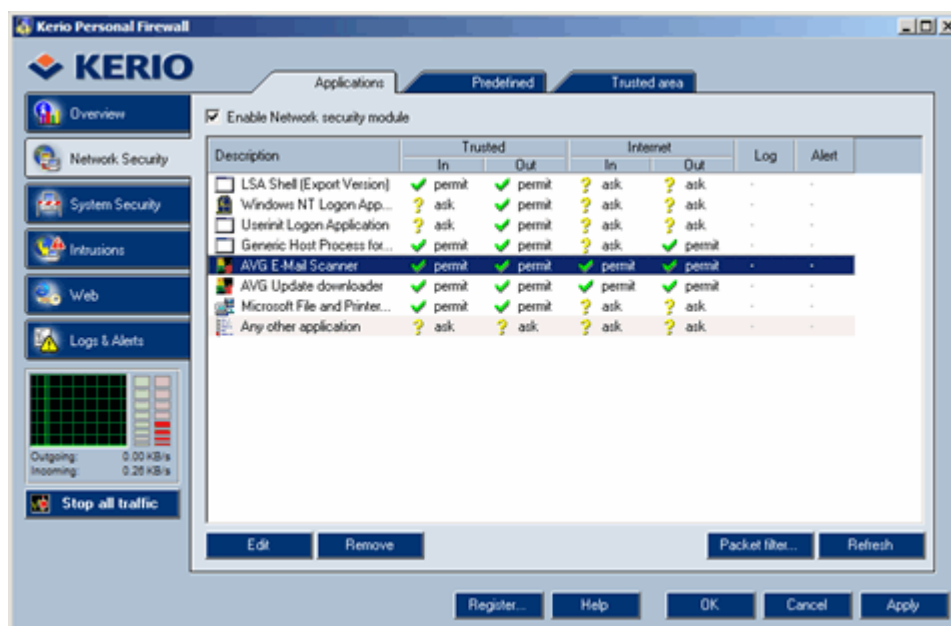 Kerio Personal Firewall
KERIO
Applications Predefined Trusted area
Overview
Network Security
System Security
Intrusions
Web
Logs & Alerts
Outgoing: 0.00 KB/s
Incoming: 0.26 KB/s
Stop all traffic
Enable Network security module
Description Trusted Internet Log Alert
In Out In Out
LSA Shell (Export Version) permit permit ask ask
Windows NT Logon App... ask permit ask ask
Userinit Logon Application ask permit ask ask
Generic Host Process for... permit permit ask permit
AVG E-Mail Scanner permit permit permit permit
AVG Update downloader permit permit permit permit
Microsoft File and Printer... permit permit ask ask
Any other application ask ask ask ask
Edit Remove Packet filter... Refresh
Register... Help OK Cancel Apply